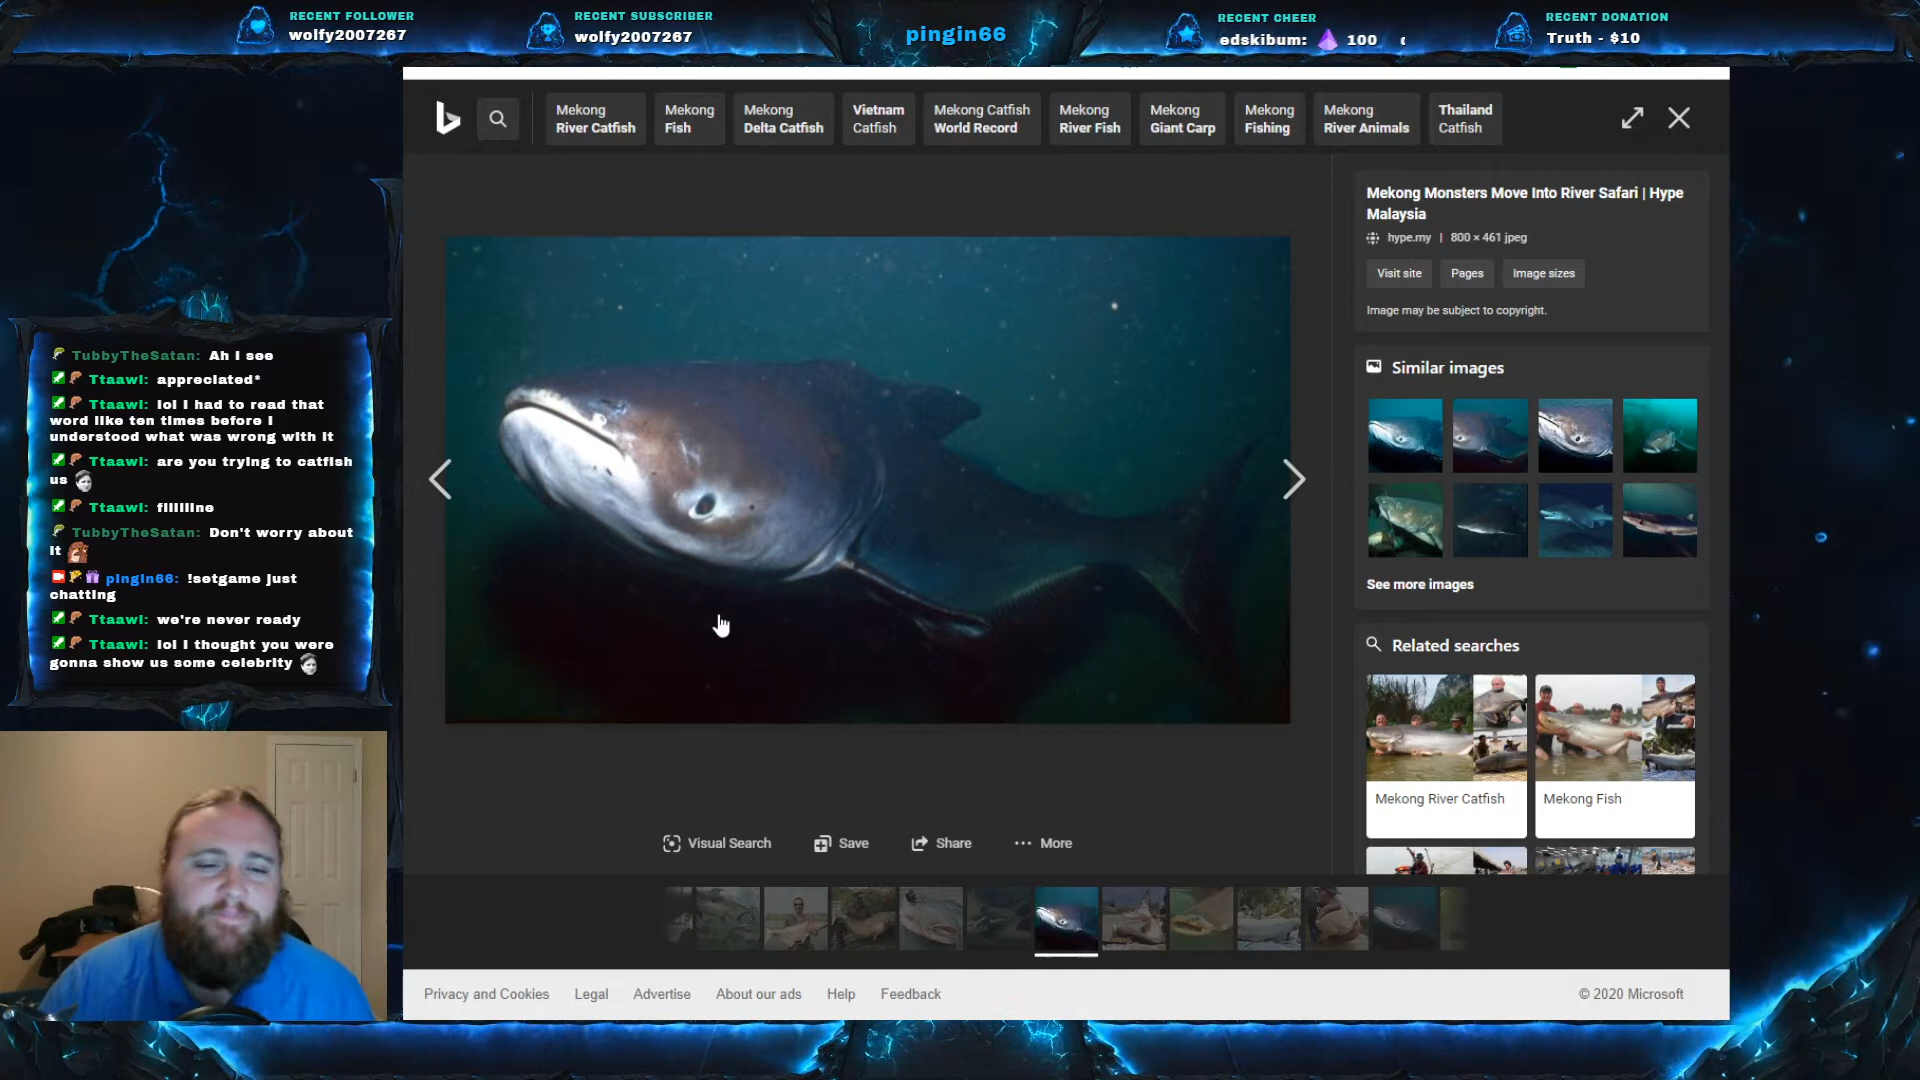 RECENT FOLLOWER
wolfy2007267
RECENT SUBSCRIBER
wolfy2007267
pingin66
RECENT CHEER
edskibum: 100
RECENT DONATION
Truth - $10
Mekong
River Catfish
Mekong
Fish
Mekong
Delta Catfish
Vietnam
Catfish
Mekong Catfish
World Record
Mekong
River Fish
Mekong
Giant Carp
Mekong
Fishing
Mekong
River Animals
Thailand
Catfish
Mekong Monsters Move Into River Safari | Hype
Malaysia
hype.my | 800 × 461 jpeg
Visit site
Pages
Image sizes
Image may be subject to copyright.
Similar images
See more images
Related searches
Mekong River Catfish
Mekong Fish
TubbyTheSatan: Ah I see
Ttaawi: appreciated*
Ttaawi: lol I had to read that
word like ten times before I
understood what was wrong with it
Ttaawi: are you trying to catfish
us
Ttaawi: fiiiiiine
TubbyTheSatan: Don't worry about
it
pingin66: !setgame just
chatting
Ttaawi: we're never ready
Ttaawi: lol I thought you were
gonna show us some celebrity
Visual Search
Save
Share
More
Privacy and Cookies
Legal
Advertise
About our ads
Help
Feedback
© 2020 Microsoft